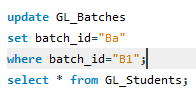 update GL_Batches
set batch_id="Ba"
where batch_id="B1";
select * from GL_Students;